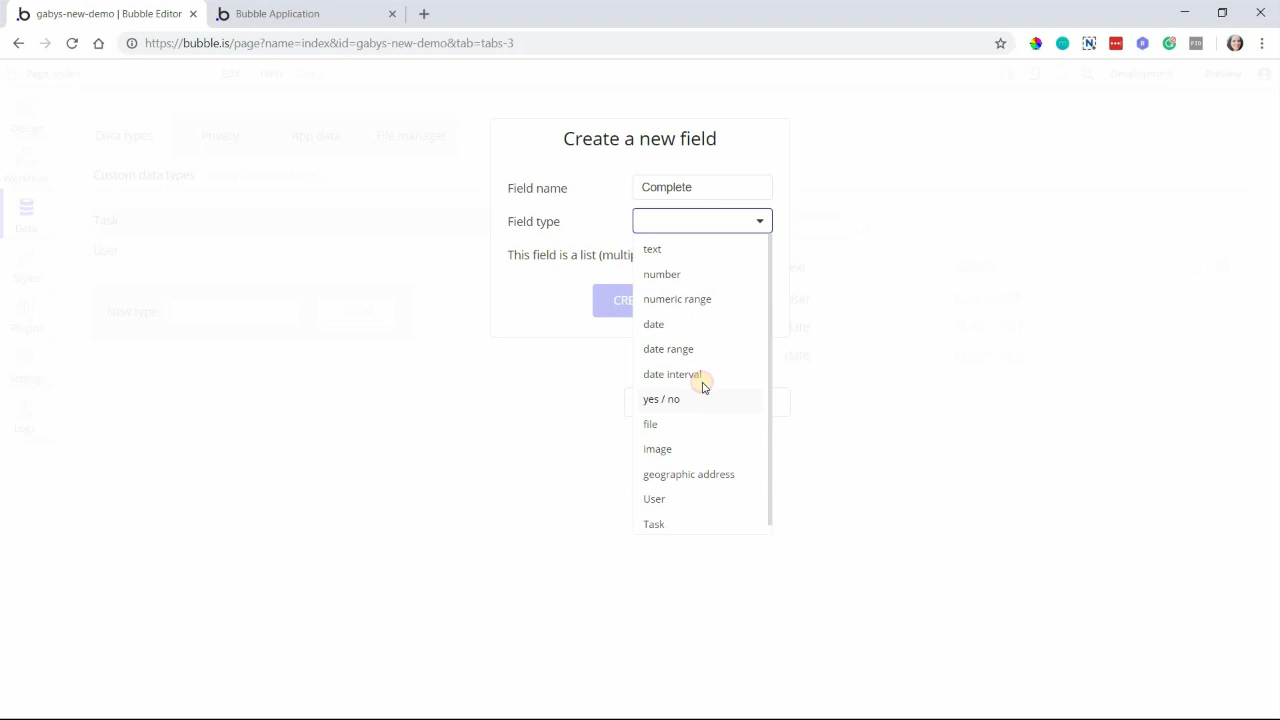 gabys-new-demo | Bubble Editor
Bubble Application
https://bubble.is/page?name=index&id=gabys-new-demo&tab=tabs-3
Page: index
Edit
Help
Development
Preview
Design
Workflow
Data
Styles
Plugins
Settings
Logs
Data types
Privacy
App data
File manager
Custom data types
Task
User
New type
Create a new field
Field name
Complete
Field type
This field is a list (multip
CRE
text
number
numeric range
date
date range
date interval
yes / no
file
image
geographic address
User
Task